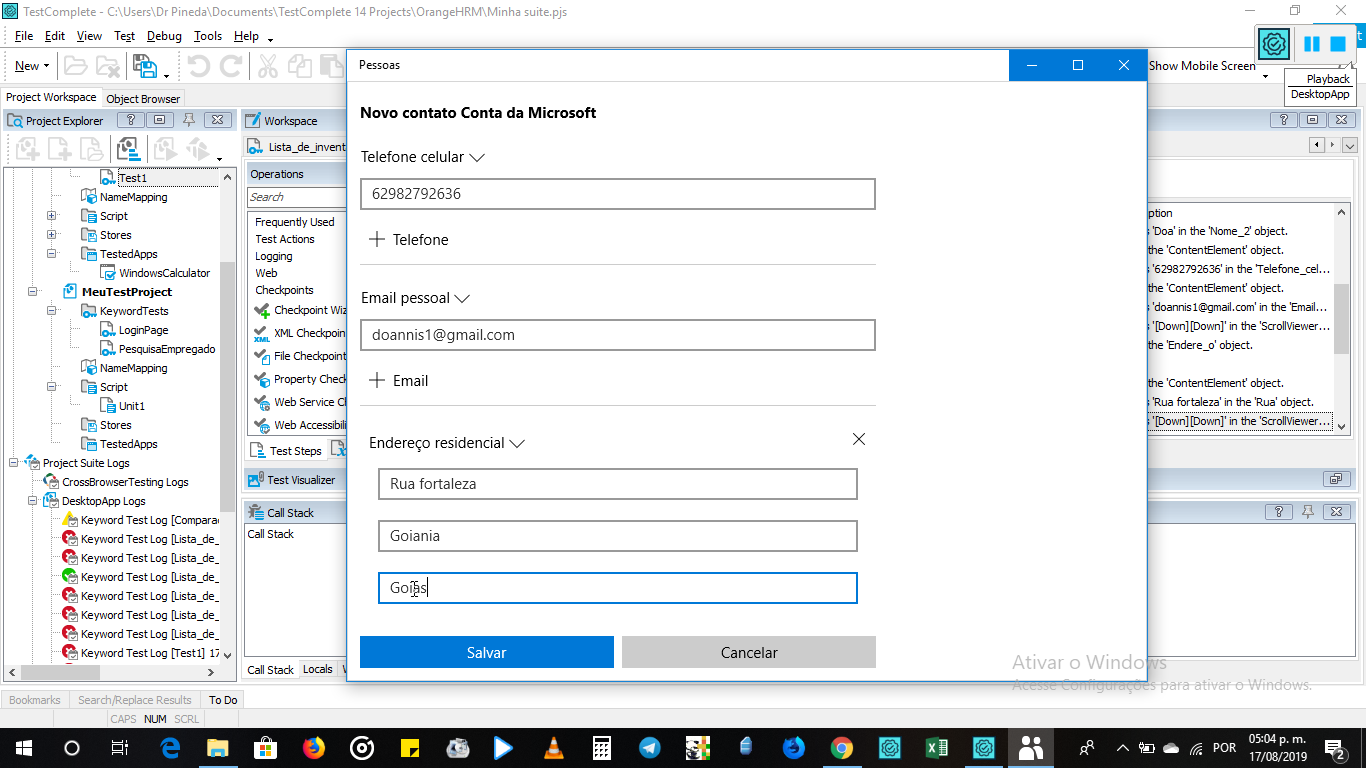 TestComplete - C:\Users\Dr Pineda\Documents\TestComplete 14 Projects\OrangeHRM\Minha suite.pjs
File Edit View Test Debug Tools Help
New
Show Mobile Screen
Playback
DesktopApp
Project Workspace Object Browser
Project Explorer
Test1
NameMapping
Script
Stores
TestedApps
WindowsCalculator
MeuTestProject
KeywordTests
LoginPage
PesquisaEmpregado
NameMapping
Script
Unit1
Stores
TestedApps
Project Suite Logs
CrossBrowserTesting Logs
DesktopApp Logs
Keyword Test Log [Compara
Keyword Test Log [Lista_de_
Keyword Test Log [Lista_de_
Keyword Test Log [Lista_de_
Keyword Test Log [Lista_de_
Keyword Test Log [Lista_de_
Keyword Test Log [Lista_de_
Keyword Test Log [Test1] 17
Workspace
Lista_de_invent
Operations
Search
Frequently Used
Test Actions
Logging
Web
Checkpoints
Checkpoint Wiz
XML Checkpoin
File Checkpoint
Property Check
Web Service C
Web Accessibili
Test Steps
Test Visualizer
Call Stack
Call Stack
Call Stack Locals
Pessoas
Novo contato Conta da Microsoft
Telefone celular
62982792636
Telefone
Email pessoal
doannis1@gmail.com
Email
Endereço residencial
Rua fortaleza
Goiania
Goias
Salvar Cancelar
ption
s 'Doa' in the 'Nome_2' object.
the 'ContentElement' object.
s '62982792636' in the 'Telefone_cel...
the 'ContentElement' object.
s 'doannis1@gmail.com' in the 'Email...
s '[Down][Down]' in the 'ScrollViewer...
the 'Endere_o' object.
the 'ContentElement' object.
s 'Rua fortaleza' in the 'Rua' object.
s '[Down][Down]' in the 'ScrollViewer...
Ativar o Windows
Acesse Configurações para ativar o Windows.
Bookmarks Search/Replace Results To Do
CAPS NUM SCRL
POR
05:04 p. m.
17/08/2019
2